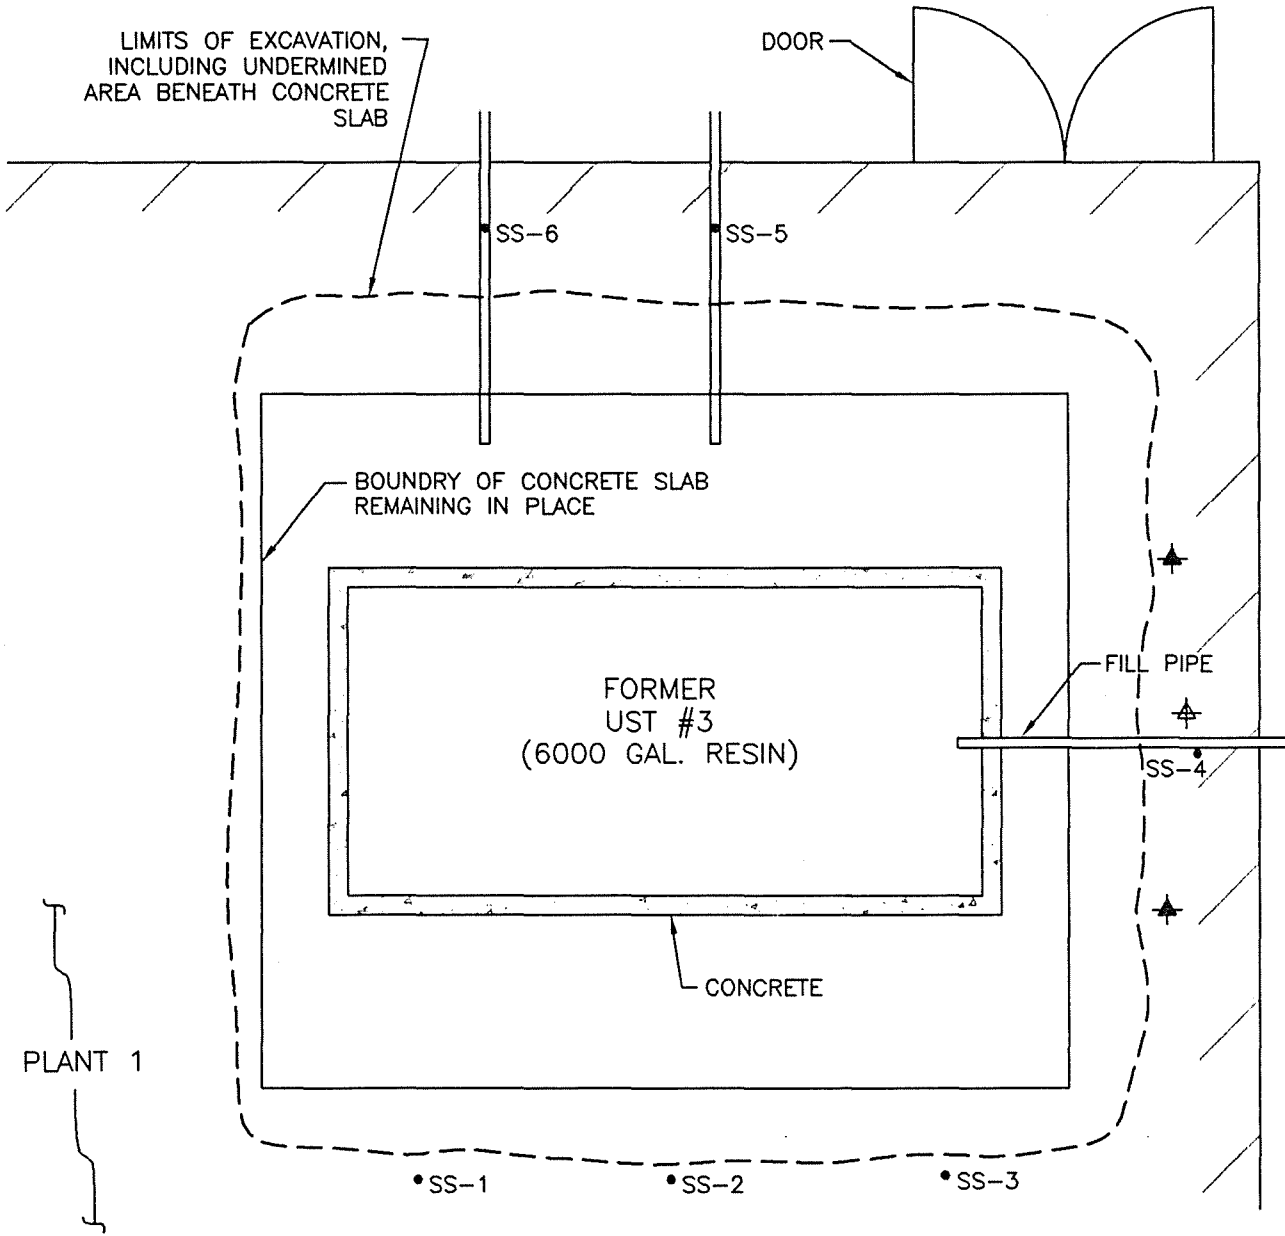 LIMITS OF EXCAVATION,
INCLUDING UNDERMINED
AREA BENEATH CONCRETE
SLAB
DOOR
SS-6
SS-5
BOUNDRY OF CONCRETE SLAB
REMAINING IN PLACE
FILL PIPE
FORMER
UST #3
(6000 GAL. RESIN)
SS-4
CONCRETE
PLANT 1
SS-1
SS-2
SS-3